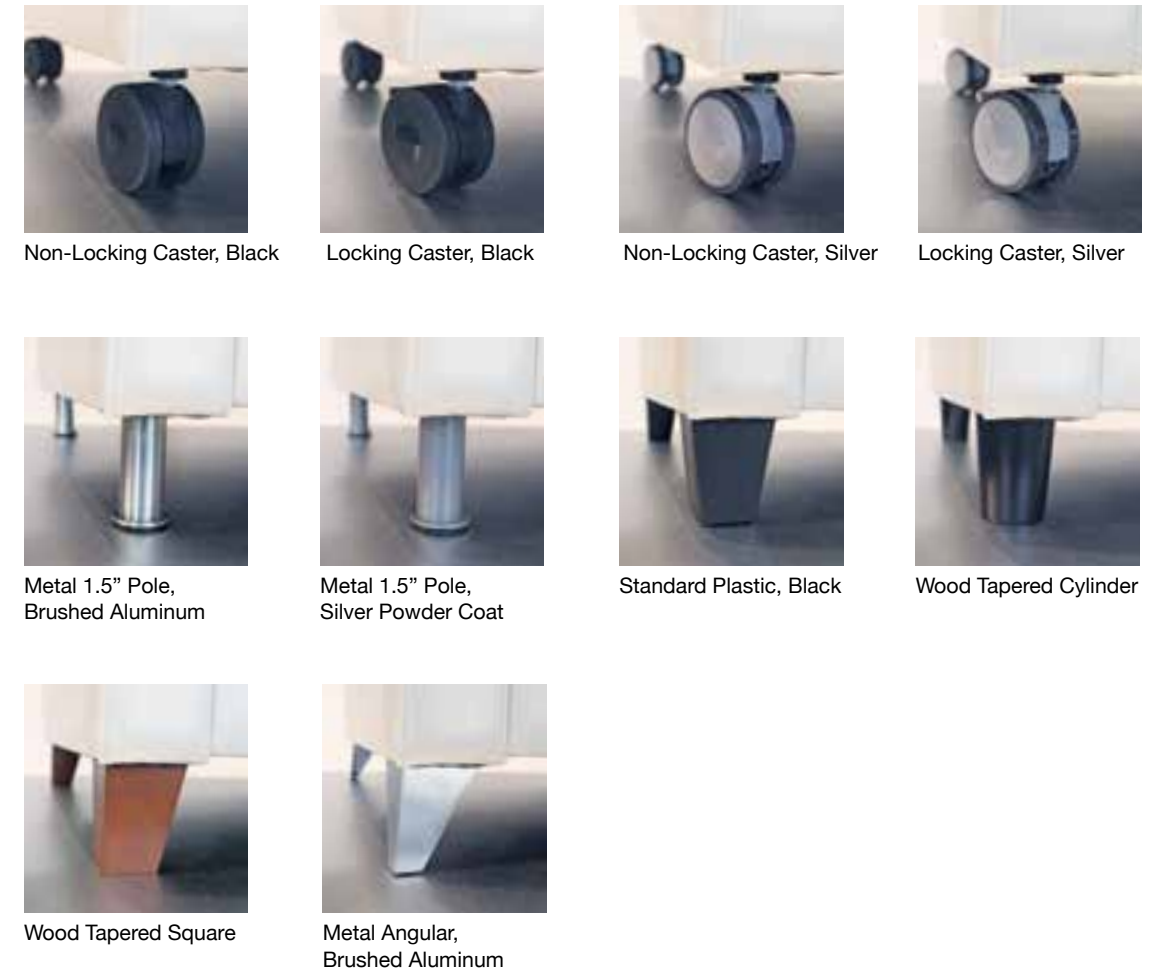 Non-Locking Caster, Black
Locking Caster, Black
Non-Locking Caster, Silver
Locking Caster, Silver
Metal 1.5” Pole,
Brushed Aluminum
Metal 1.5” Pole,
Silver Powder Coat
Standard Plastic, Black
Wood Tapered Cylinder
Wood Tapered Square
Metal Angular,
Brushed Aluminum